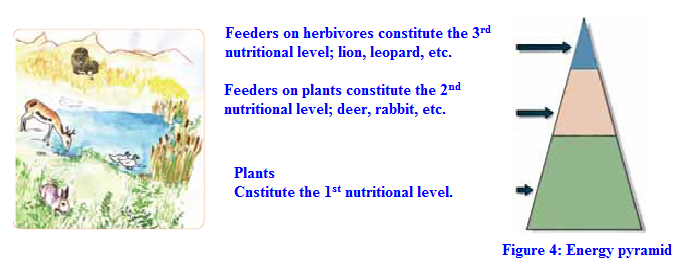 Feeders on herbivores constitute the 3rd
nutritional level; lion, leopard, etc.
Feeders on plants constitute the 2nd
nutritional level; deer, rabbit, etc.
Plants
Cnstitute the 1st nutritional level.
Figure 4: Energy pyramid